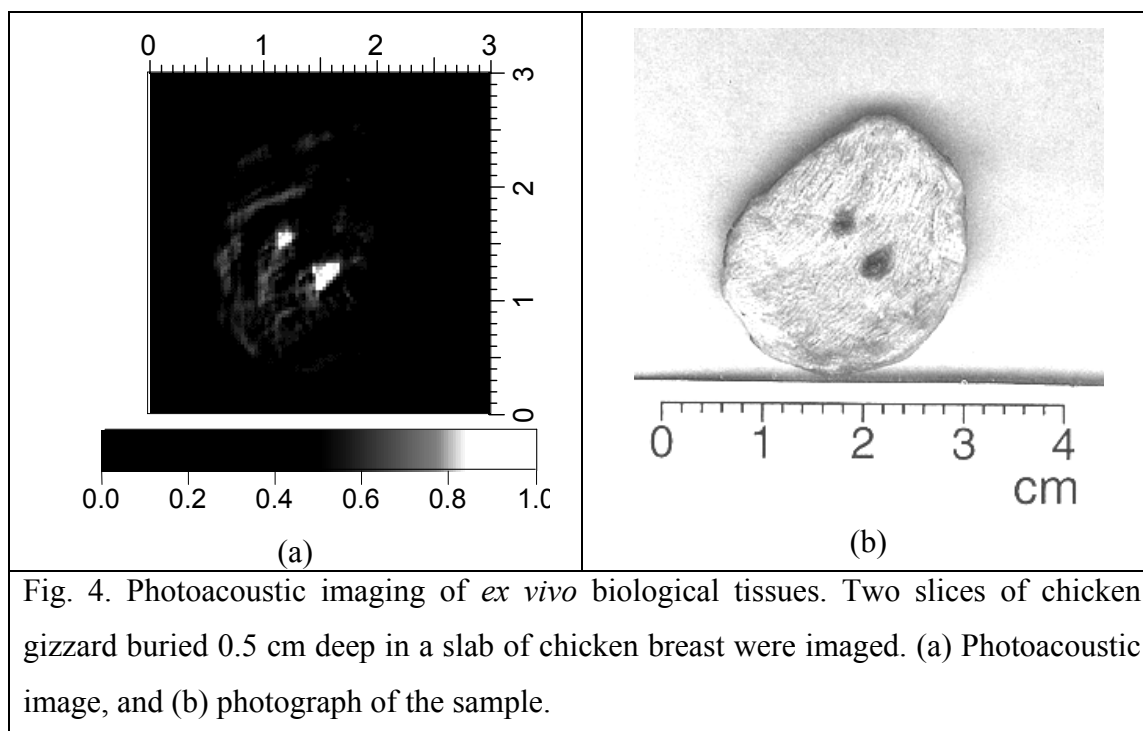 0 1 2 3
3
2
1
0
0.0 0.2 0.4 0.6 0.8 1.0
(a)
0 1 2 3 4
cm
(b)
Fig. 4. Photoacoustic imaging of ex vivo biological tissues. Two slices of chicken
gizzard buried 0.5 cm deep in a slab of chicken breast were imaged. (a) Photoacoustic
image, and (b) photograph of the sample.